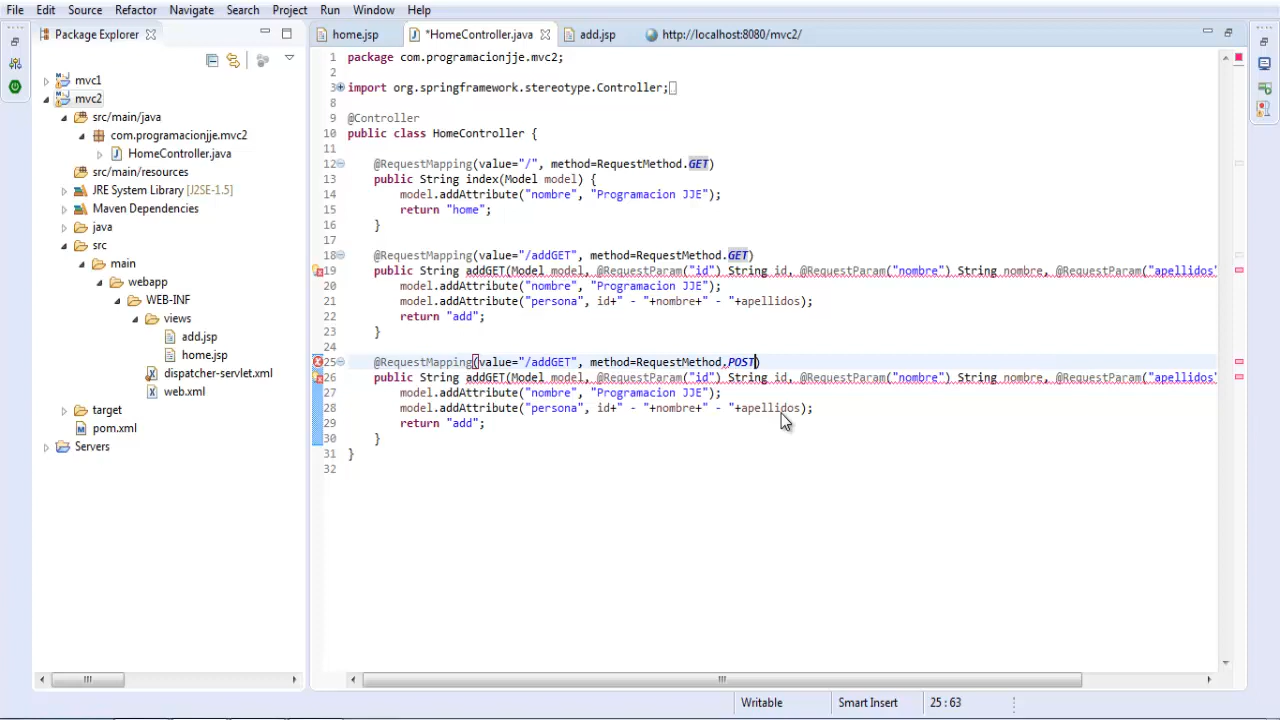 File Edit Source Refactor Navigate Search Project Run Window Help
Package Explorer
home.jsp *HomeController.java add.jsp http://localhost:8080/mvc2/
mvc1
mvc2
src/main/java
com.programacionjje.mvc2
HomeController.java
src/main/resources
JRE System Library [J2SE-1.5]
Maven Dependencies
java
src
main
webapp
WEB-INF
views
add.jsp
home.jsp
dispatcher-servlet.xml
web.xml
target
pom.xml
Servers
1 package com.programacionjje.mvc2;
2
3 import org.springframework.stereotype.Controller;
8
9 @Controller
10 public class HomeController {
11
12 @RequestMapping(value="/", method=RequestMethod.GET)
13 public String index(Model model) {
14 model.addAttribute("nombre", "Programacion JJE");
15 return "home";
16 }
17
18 @RequestMapping(value="/addGET", method=RequestMethod.GET)
19 public String addGET(Model model, @RequestParam("id") String id, @RequestParam("nombre") String nombre, @RequestParam("apellidos"
20 model.addAttribute("nombre", "Programacion JJE");
21 model.addAttribute("persona", id+" - "+nombre+" - "+apellidos);
22 return "add";
23 }
24
25 @RequestMapping(value="/addGET", method=RequestMethod.POST)
26 public String addGET(Model model, @RequestParam("id") String id, @RequestParam("nombre") String nombre, @RequestParam("apellidos"
27 model.addAttribute("nombre", "Programacion JJE");
28 model.addAttribute("persona", id+" - "+nombre+" - "+apellidos);
29 return "add";
30 }
31 }
32
Writable Smart Insert 25 : 63